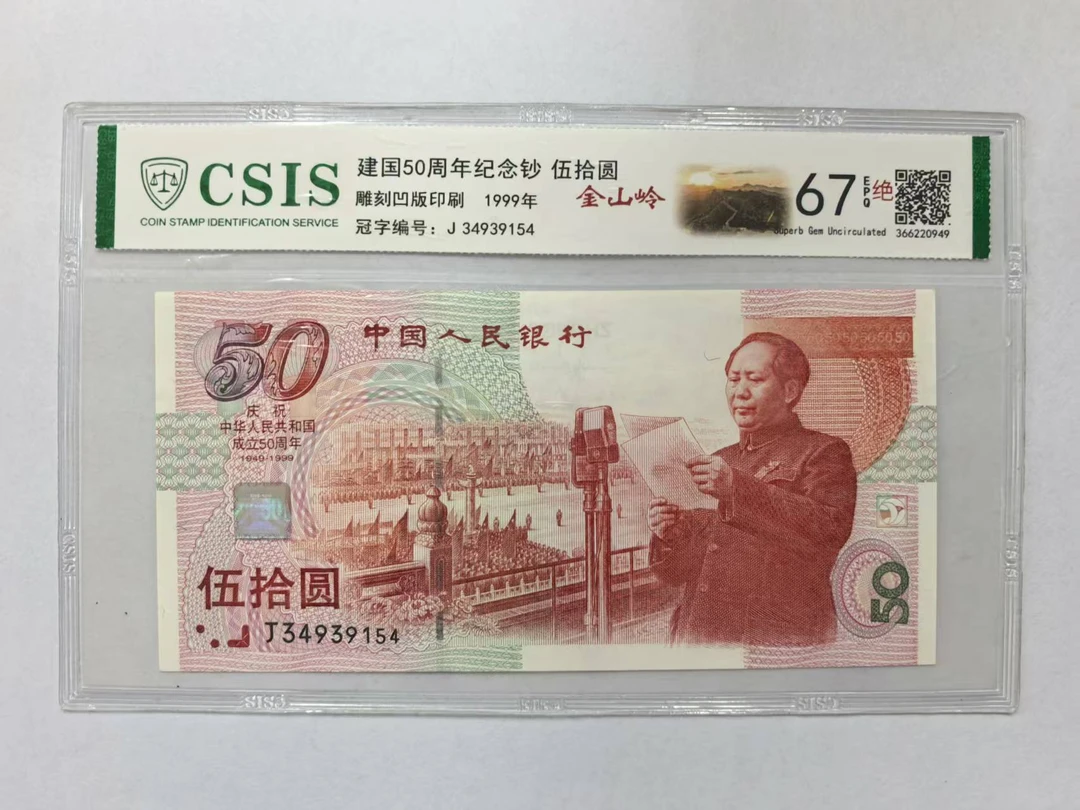 CSIS
COIN STAMP IDENTIFICATION SERVICE
建国50周年纪念钞 伍拾圆
雕刻凹版印刷 1999年
冠字编号: J 34939154
金山岭
67
EPQ
绝
Superb Gem Uncirculated
366220949
50
中国人民银行
庆祝
中华人民共和国
成立50周年
1949-1999
伍拾圆
J34939154
50